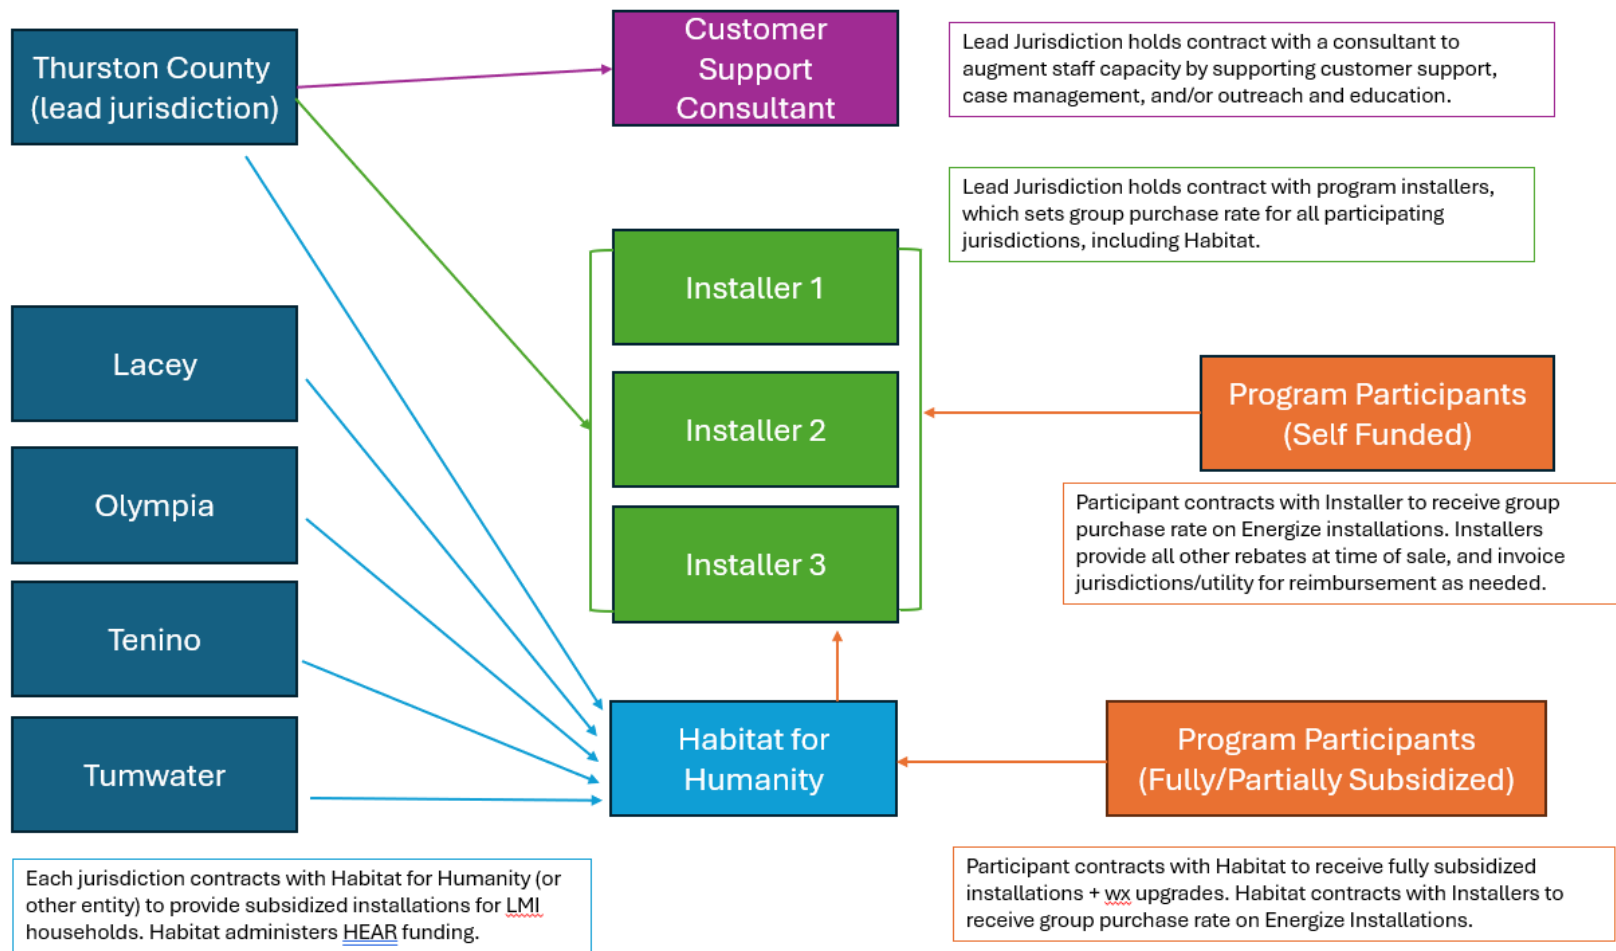 Thurston County
(lead jurisdiction)
Customer
Support
Consultant
Lead Jurisdiction holds contract with a consultant to
augment staff capacity by supporting customer support,
case management, and/or outreach and education.
Lead Jurisdiction holds contract with program installers,
which sets group purchase rate for all participating
jurisdictions, including Habitat.
Installer 1
Lacey
Installer 2
Program Participants
(Self Funded)
Olympia
Participant contracts with Installer to receive group
purchase rate on Energize installations. Installers
provide all other rebates at time of sale, and invoice
jurisdictions/utility for reimbursement as needed.
Installer 3
Tenino
Tumwater
Habitat for
Humanity
Program Participants
(Fully/Partially Subsidized)
Each jurisdiction contracts with Habitat for Humanity (or
other entity) to provide subsidized installations for LMI
households. Habitat administers HEAR funding.
Participant contracts with Habitat to receive fully subsidized
installations + wx upgrades. Habitat contracts with Installers to
receive group purchase rate on Energize Installations.